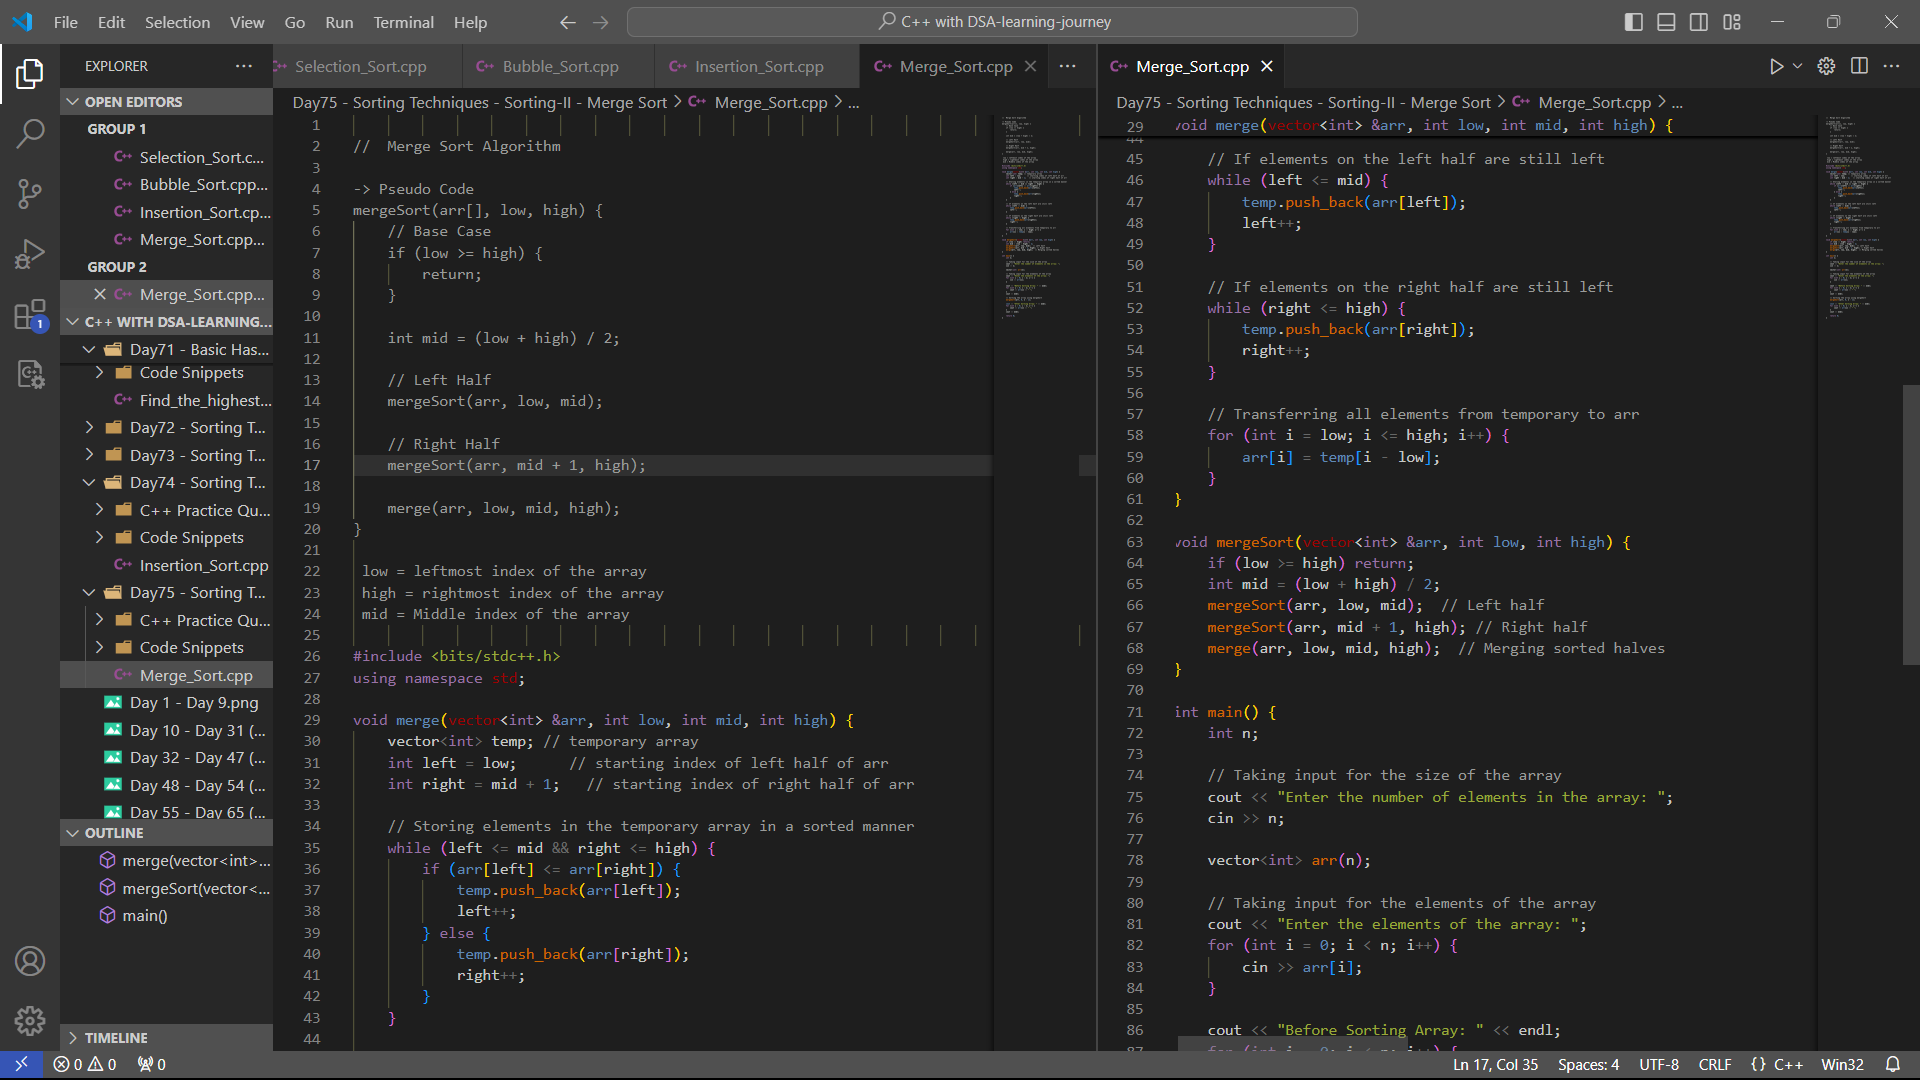 File Edit Selection View Go Run Terminal Help
C++ with DSA-learning-journey
EXPLORER
OPEN EDITORS
GROUP 1
C++ Selection_Sort.c...
C++ Bubble_Sort.cpp...
C++ Insertion_Sort.cp...
C++ Merge_Sort.cpp...
GROUP 2
C++ Merge_Sort.cpp...
C++ WITH DSA-LEARNING...
Day71 - Basic Has...
Code Snippets
C++ Find_the_highest...
Day72 - Sorting T...
Day73 - Sorting T...
Day74 - Sorting T...
C++ Practice Qu...
Code Snippets
C++ Insertion_Sort.cpp
Day75 - Sorting T...
C++ Practice Qu...
Code Snippets
C++ Merge_Sort.cpp
Day 1 - Day 9.png
Day 10 - Day 31 (...
Day 32 - Day 47 (...
Day 48 - Day 54 (...
Day 55 - Day 65 (...
OUTLINE
merge(vector<int>...
mergeSort(vector<...
main()
TIMELINE
1
C++ Selection_Sort.cpp C++ Bubble_Sort.cpp C++ Insertion_Sort.cpp C++ Merge_Sort.cpp
Day75 - Sorting Techniques - Sorting-II - Merge Sort > C++ Merge_Sort.cpp > ...
1
2 //  Merge Sort Algorithm
3
4 -> Pseudo Code
5 mergeSort(arr[], low, high) {
6 // Base Case
7 if (low >= high) {
8 return;
9 }
10
11 int mid = (low + high) / 2;
12
13 // Left Half
14 mergeSort(arr, low, mid);
15
16 // Right Half
17 mergeSort(arr, mid + 1, high);
18
19 merge(arr, low, mid, high);
20 }
21
22 low = leftmost index of the array
23 high = rightmost index of the array
24 mid = Middle index of the array
25
26 #include <bits/stdc++.h>
27 using namespace std;
28
29 void merge(vector<int> &arr, int low, int mid, int high) {
30 vector<int> temp; // temporary array
31 int left = low;      // starting index of left half of arr
32 int right = mid + 1;   // starting index of right half of arr
33
34 // Storing elements in the temporary array in a sorted manner
35 while (left <= mid && right <= high) {
36 if (arr[left] <= arr[right]) {
37 temp.push_back(arr[left]);
38 left++;
39 } else {
40 temp.push_back(arr[right]);
41 right++;
42 }
43 }
44
C++ Merge_Sort.cpp
Day75 - Sorting Techniques - Sorting-II - Merge Sort > C++ Merge_Sort.cpp > ...
29 void merge(vector<int> &arr, int low, int mid, int high) {
44
45 // If elements on the left half are still left
46 while (left <= mid) {
47 temp.push_back(arr[left]);
48 left++;
49 }
50
51 // If elements on the right half are still left
52 while (right <= high) {
53 temp.push_back(arr[right]);
54 right++;
55 }
56
57 // Transferring all elements from temporary to arr
58 for (int i = low; i <= high; i++) {
59 arr[i] = temp[i - low];
60 }
61 }
62
63 void mergeSort(vector<int> &arr, int low, int high) {
64 if (low >= high) return;
65 int mid = (low + high) / 2;
66 mergeSort(arr, low, mid);  // Left half
67 mergeSort(arr, mid + 1, high); // Right half
68 merge(arr, low, mid, high);  // Merging sorted halves
69 }
70
71 int main() {
72 int n;
73
74 // Taking input for the size of the array
75 cout << "Enter the number of elements in the array: ";
76 cin >> n;
77
78 vector<int> arr(n);
79
80 // Taking input for the elements of the array
81 cout << "Enter the elements of the array: ";
82 for (int i = 0; i < n; i++) {
83 cin >> arr[i];
84 }
85
86 cout << "Before Sorting Array: " << endl;
87 for (int i = 0; i < n; i++) {
0 0 0
Ln 17, Col 35 Spaces: 4 UTF-8 CRLF {} C++ Win32